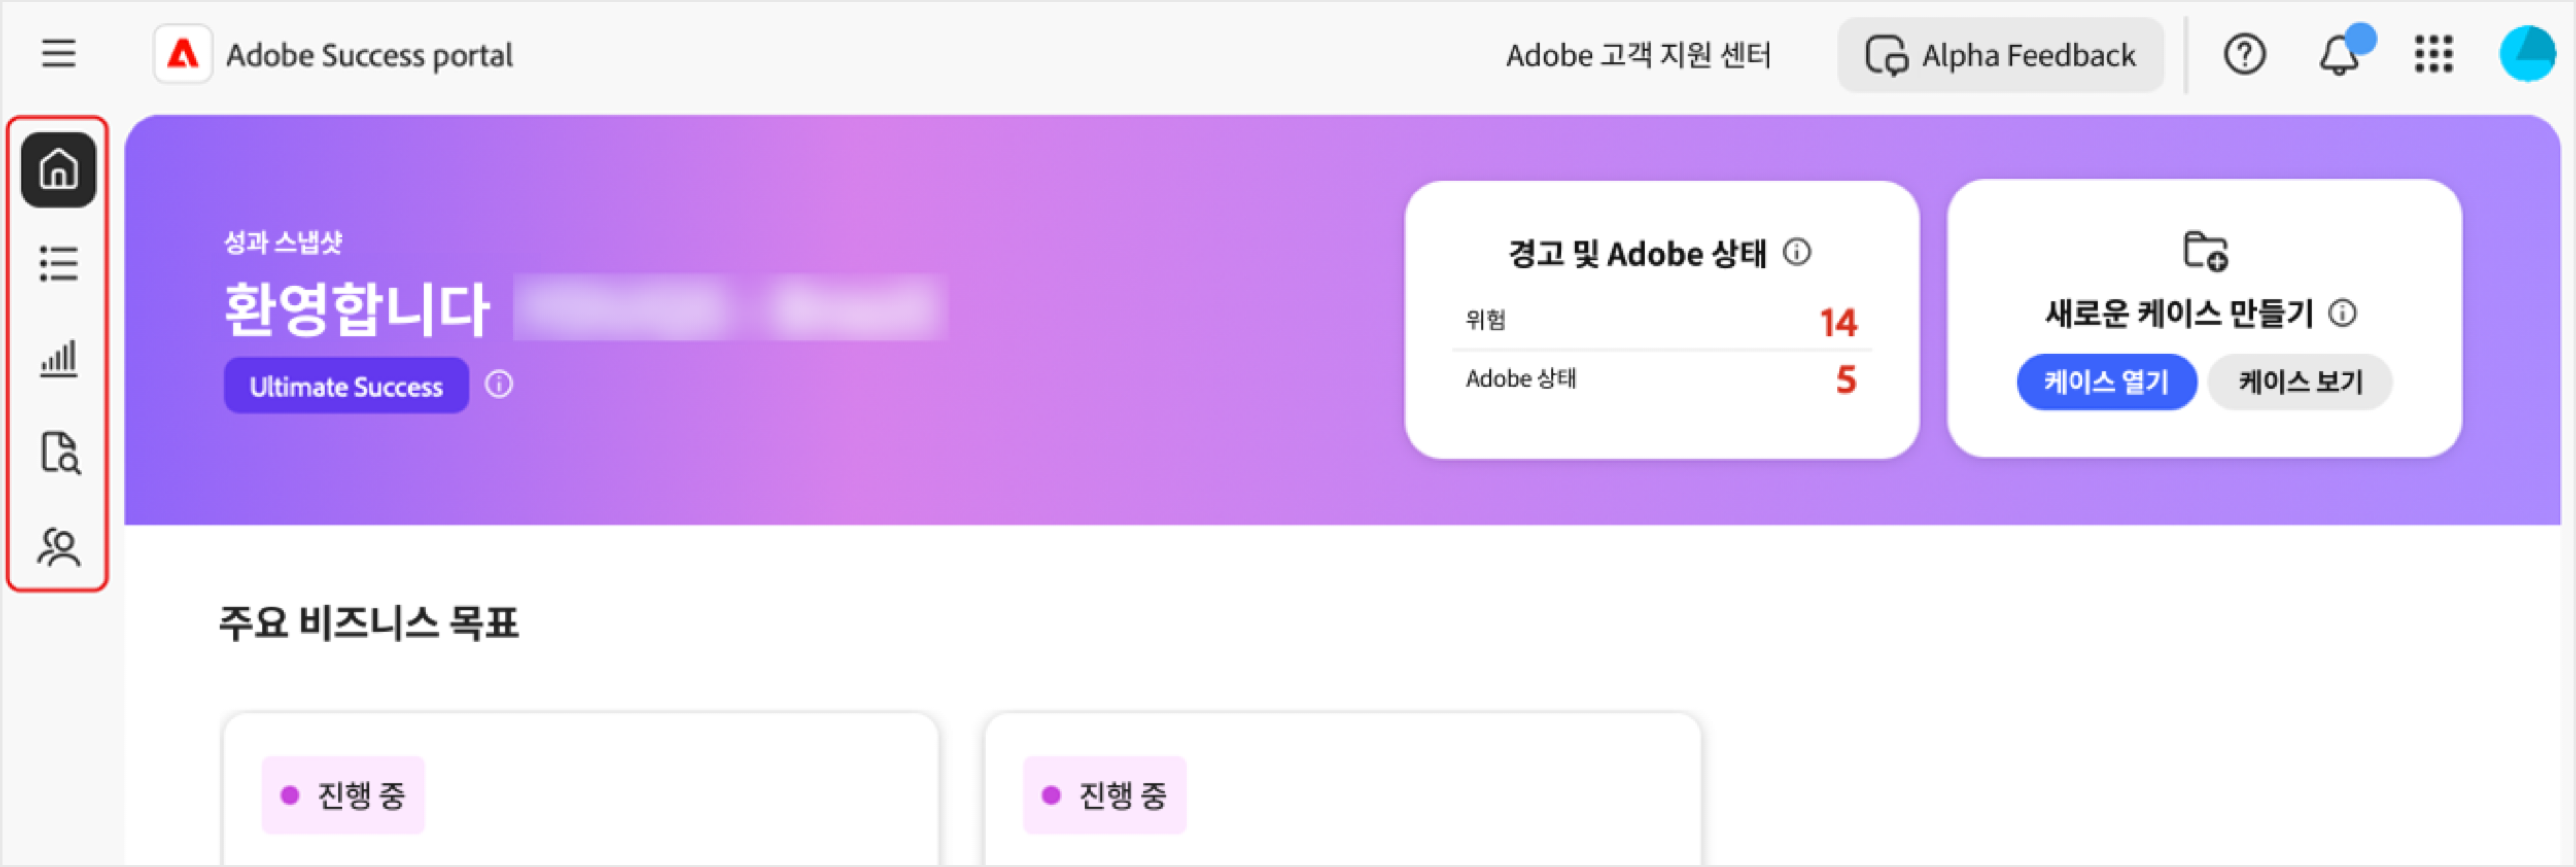 Adobe Success portal
Adobe 고객 지원 센터
Alpha Feedback
성과 스냅샷
환영합니다
Ultimate Success
경고 및 Adobe 상태
위험 14
Adobe 상태 5
새로운 케이스 만들기
케이스 열기
케이스 보기
주요 비즈니스 목표
진행 중
진행 중